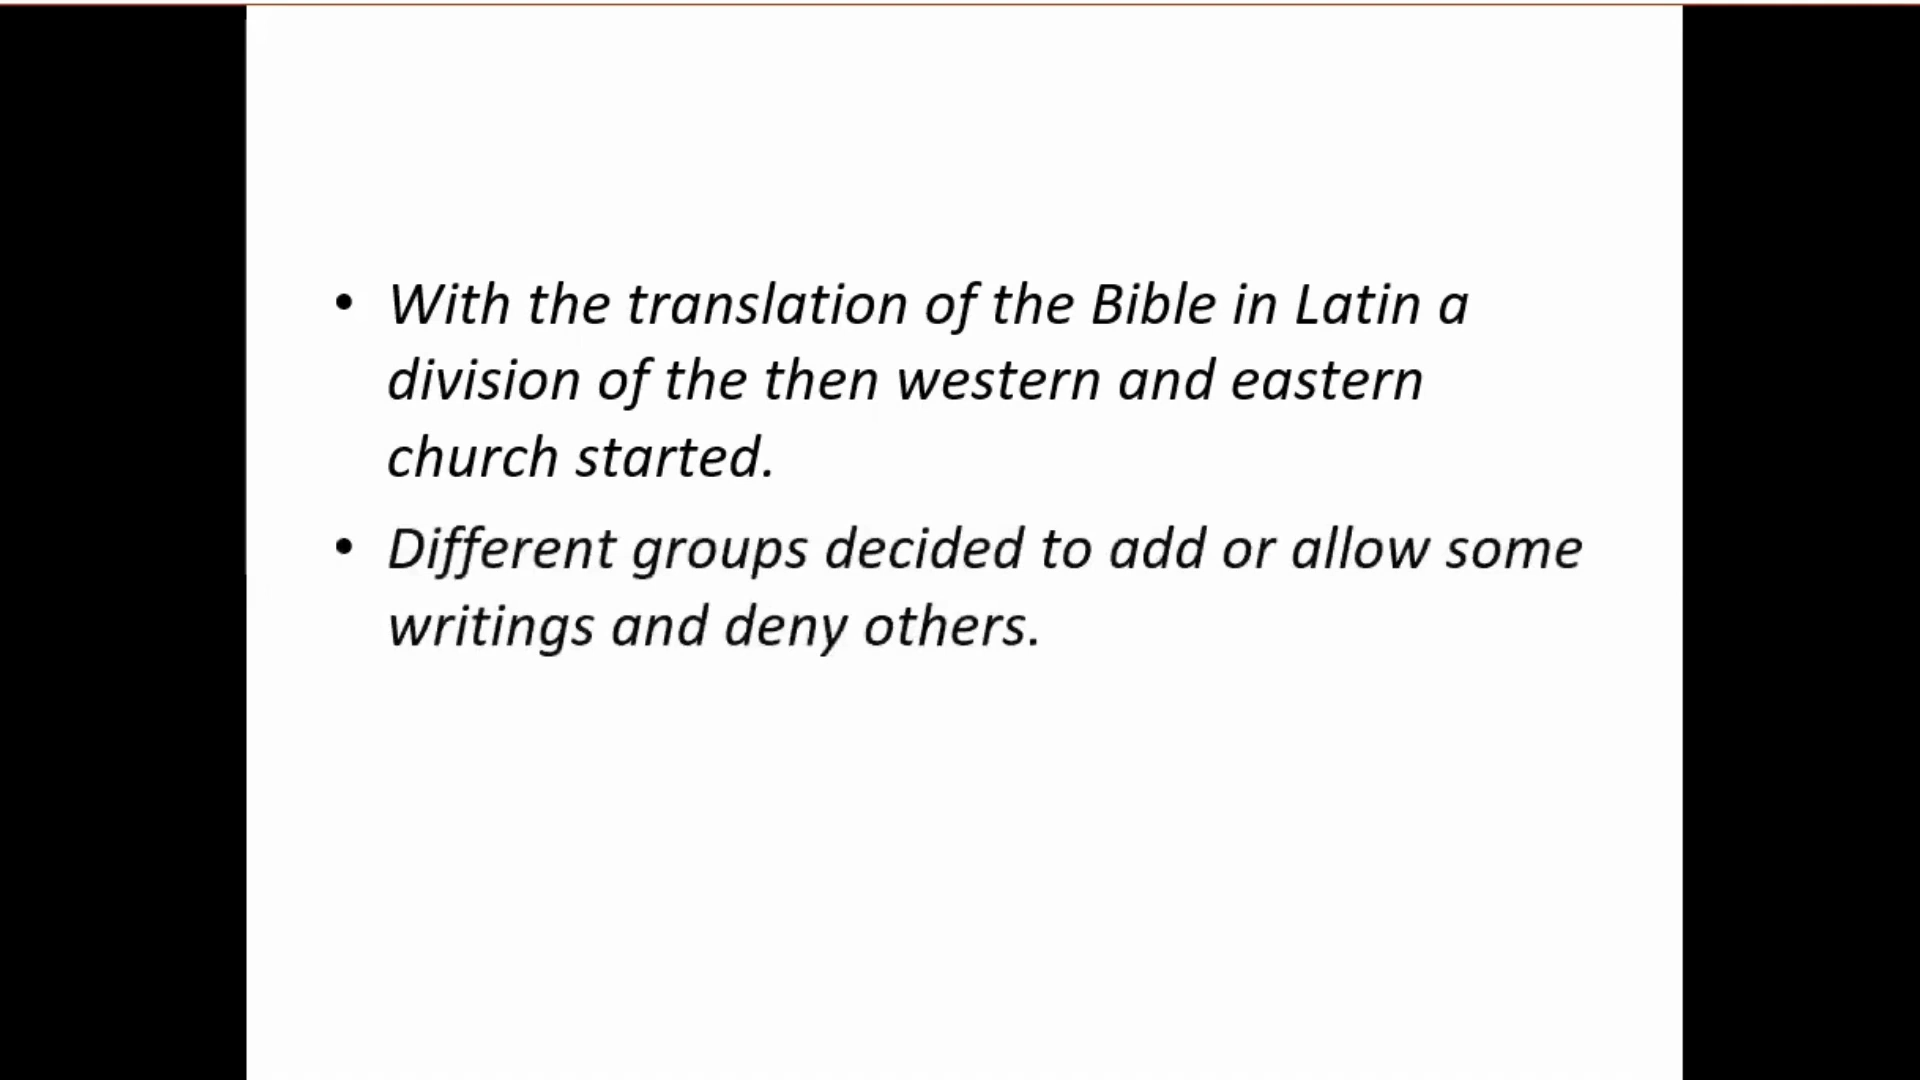 • With the translation of the Bible in Latin a
division of the then western and eastern
church started.
• Different groups decided to add or allow some
writings and deny others.